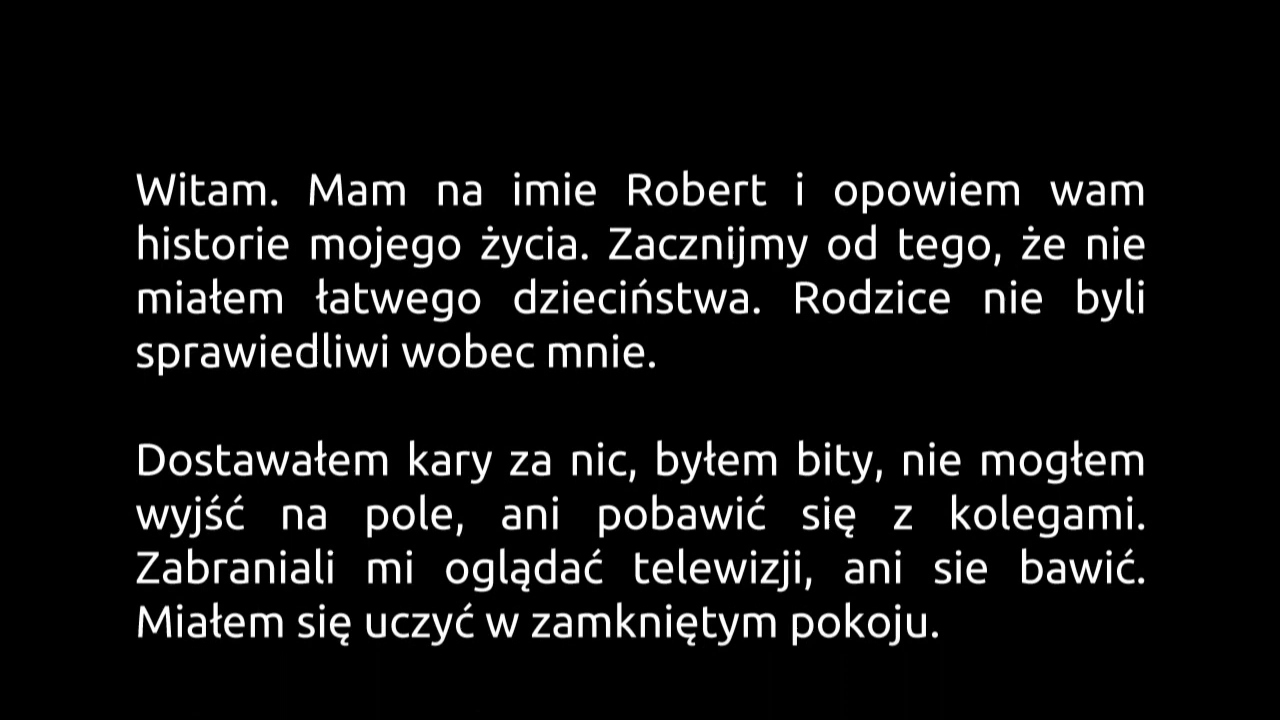 Witam. Mam na imie Robert i opowiem wam
historie mojego życia. Zacznijmy od tego, że nie
miałem łatwego dzieciństwa. Rodzice nie byli
sprawiedliwi wobec mnie.
Dostawałem kary za nic, byłem bity, nie mogłem
wyjść na pole, ani pobawić się z kolegami.
Zabraniali mi oglądać telewizji, ani sie bawić.
Miałem się uczyć w zamkniętym pokoju.